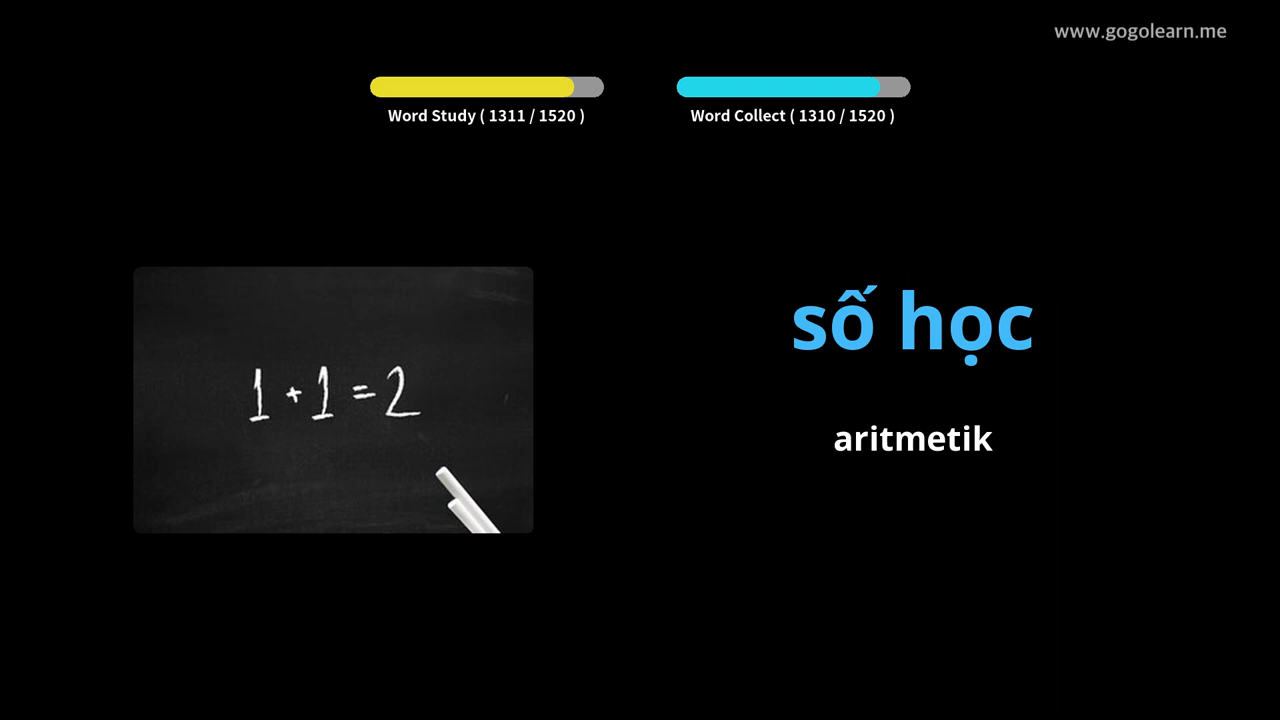 www.gogolearn.me
Word Study ( 1311 / 1520 )
Word Collect ( 1310 / 1520 )
1 + 1 = 2
số học
aritmetik